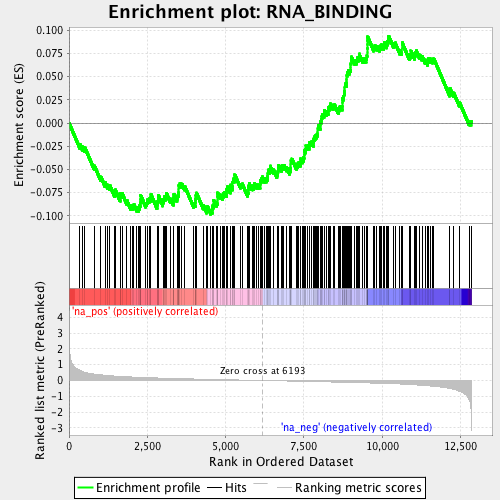 Enrichment plot: RNA_BINDING
Enrichment score (ES)
0.100
0.075
0.050
0.025
0.000
-0.025
-0.050
-0.075
-0.100
'na_pos' (positively correlated)
Ranked list metric (PreRanked)
4
3
2
1
0
-1
-2
-3
Zero cross at 6193
'na_neg' (negatively correlated)
0
2,500
5,000
7,500
10,000
12,500
Rank in Ordered Dataset
Enrichment profile
Hits
Ranking metric scores